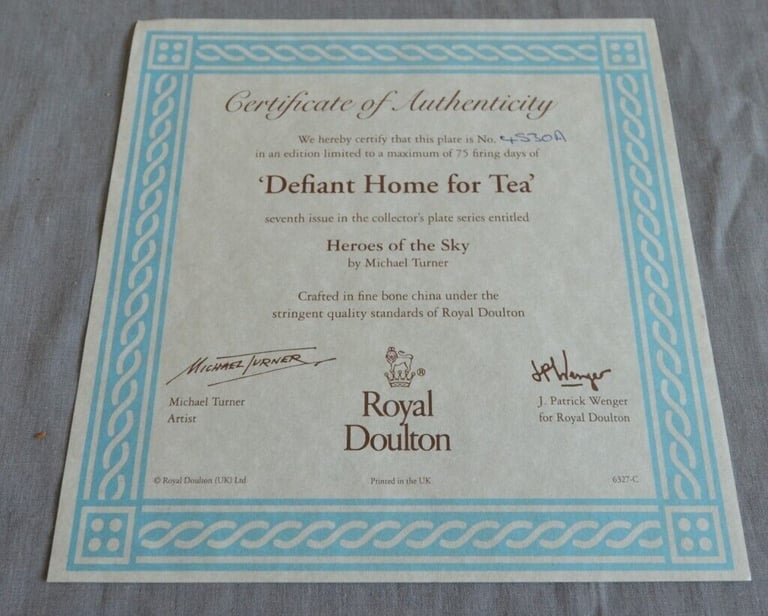 Certificate of Authenticity
We hereby certify that this plate is No. 4530A
in an edition limited to a maximum of 75 firing days of
‘Defiant Home for Tea’
seventh issue in the collector's plate series entitled
Heroes of the Sky
by Michael Turner
Crafted in fine bone china under the
stringent quality standards of Royal Doulton
MICHAEL TURNER
Michael Turner
Artist
®
Royal
Doulton
JP Wenger
J. Patrick Wenger
for Royal Doulton
© Royal Doulton (UK) Ltd
Printed in the UK
6327-C